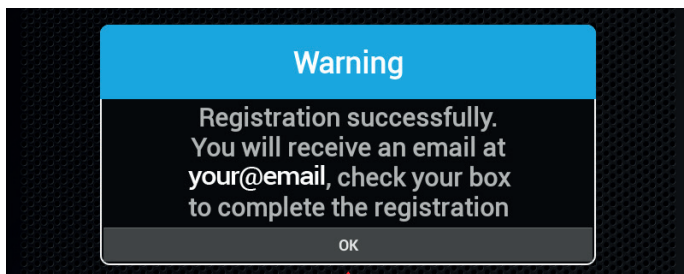 Warning
Registration successfully.
You will receive an email at
your@email, check your box
to complete the registration
OK